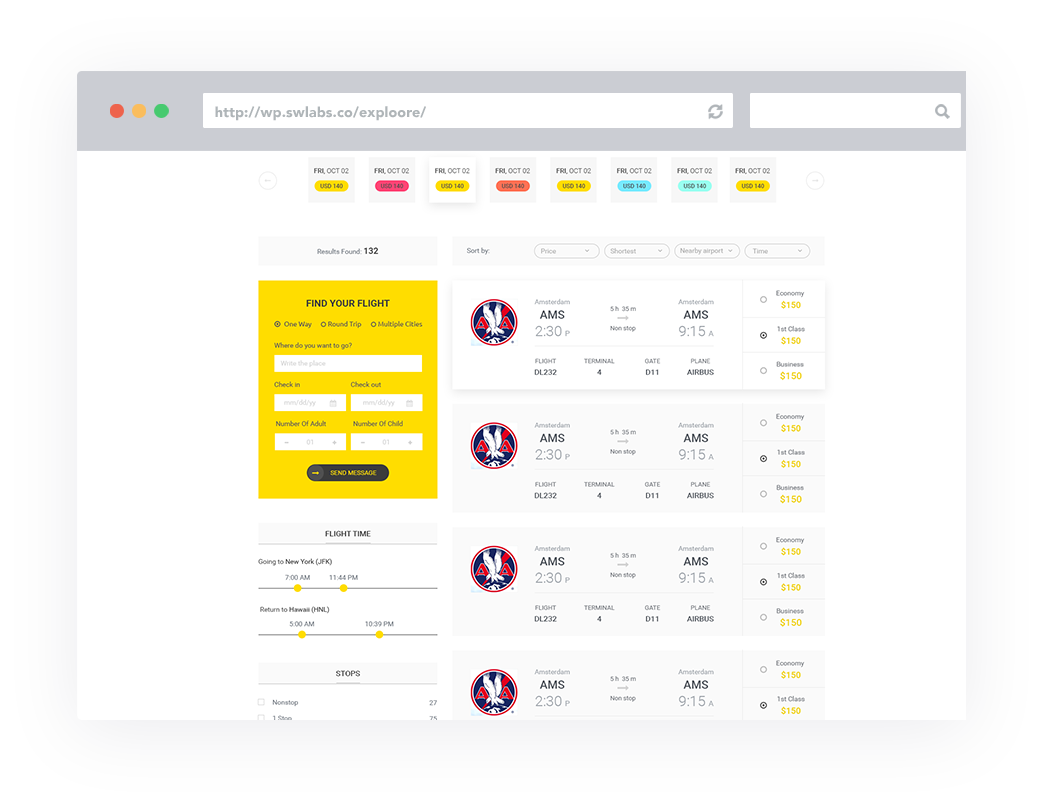 http://wp.swlabs.co/exploore/
FRI, OCT 02 FRI, OCT 02 FRI, OCT 02 FRI, OCT 02 FRI, OCT 02 FRI, OCT 02 FRI, OCT 02 FRI, OCT 02
USD 140 USD 140 USD 140 USD 140 USD 140 USD 140 USD 140 USD 140
Results Found: 132
Sort by: Price Shortest Nearby airport Time
FIND YOUR FLIGHT
One Way Round Trip Multiple Cities
Where do you want to go?
Write the place
Check in Check out
mm/dd/yy mm/dd/yy
Number Of Adult Number Of Child
- 01 + - 01 +
SEND MESSAGE
FLIGHT TIME
Going to New York (JFK)
7:00 AM 11:44 PM
Return to Hawaii (HNL)
5:00 AM 10:39 PM
STOPS
Nonstop 27
1 Stop 75
A A
Amsterdam 5 h 35 m Amsterdam
AMS AMS
2:30 P Non stop 9:15 A
FLIGHT TERMINAL GATE PLANE
DL232 4 D11 AIRBUS
Economy
$150
1st Class
$150
Business
$150
A A
Amsterdam 5 h 35 m Amsterdam
AMS AMS
2:30 P Non stop 9:15 A
FLIGHT TERMINAL GATE PLANE
DL232 4 D11 AIRBUS
Economy
$150
1st Class
$150
Business
$150
A A
Amsterdam 5 h 35 m Amsterdam
AMS AMS
2:30 P Non stop 9:15 A
FLIGHT TERMINAL GATE PLANE
DL232 4 D11 AIRBUS
Economy
$150
1st Class
$150
Business
$150
A A
Amsterdam 5 h 35 m Amsterdam
AMS AMS
2:30 P Non stop 9:15 A
Economy
$150
1st Class
$150